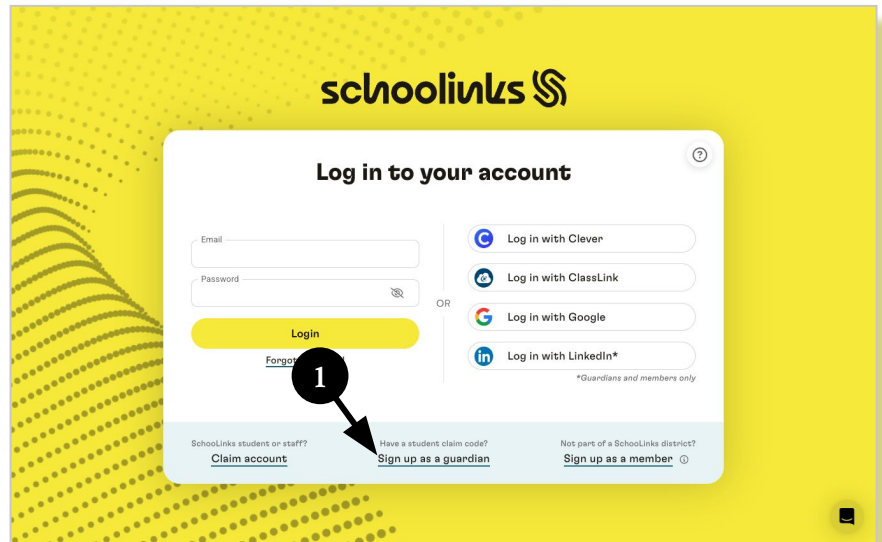 schoolinks
Log in to your account
Email
Password
Login
OR
Log in with Clever
Log in with ClassLink
Log in with Google
Log in with LinkedIn*
*Guardians and members only
1
SchooLinks student or staff?
Claim account
Have a student claim code?
Sign up as a guardian
Not part of a SchooLinks district?
Sign up as a member